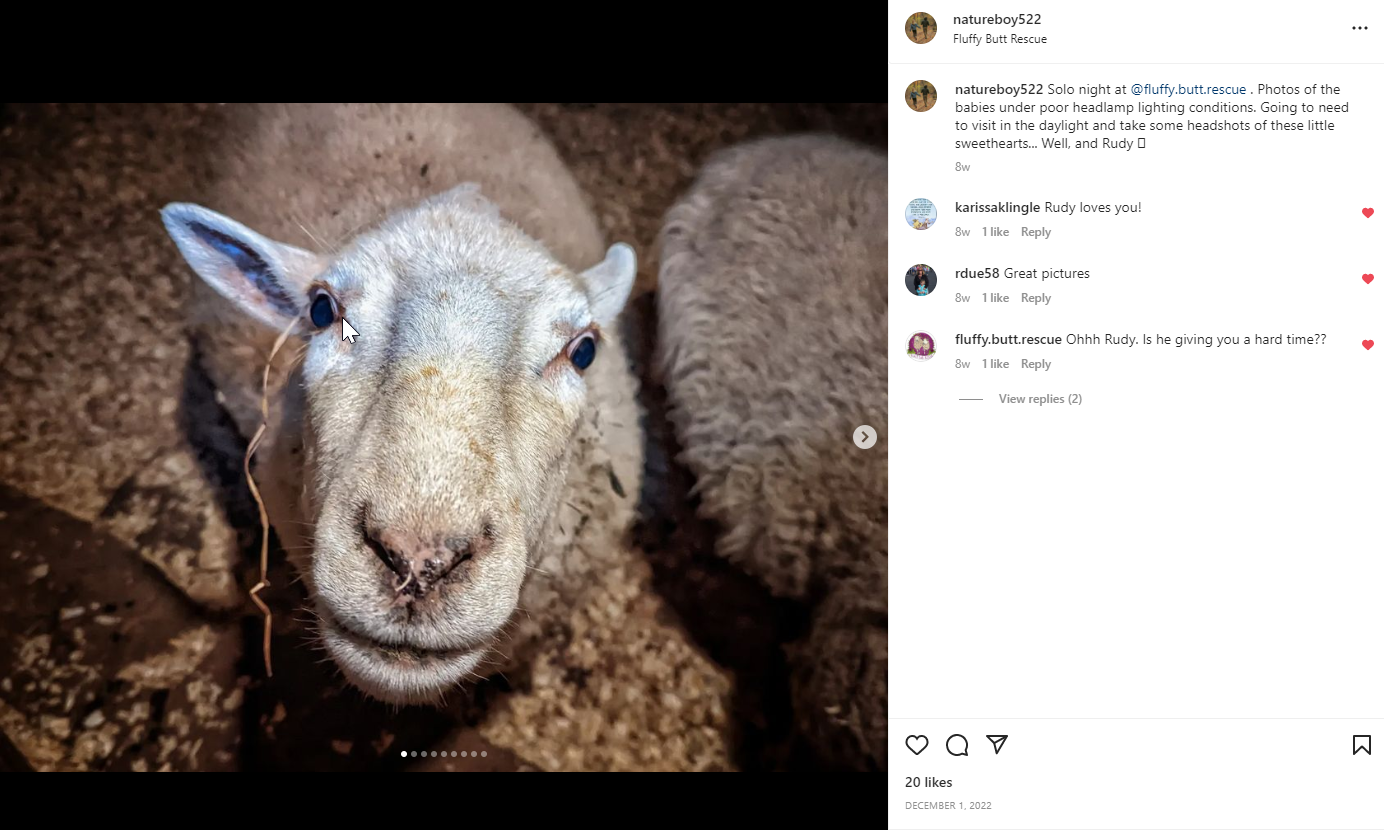 natureboy522
Fluffy Butt Rescue
natureboy522 Solo night at @fluffy.butt.rescue . Photos of the
babies under poor headlamp lighting conditions. Going to need
to visit in the daylight and take some headshots of these little
sweethearts... Well, and Rudy
8w
karissaklingle Rudy loves you!
8w 1 like Reply
rdue58 Great pictures
8w 1 like Reply
fluffy.butt.rescue Ohhh Rudy. Is he giving you a hard time??
8w 1 like Reply
View replies (2)
20 likes
DECEMBER 1, 2022